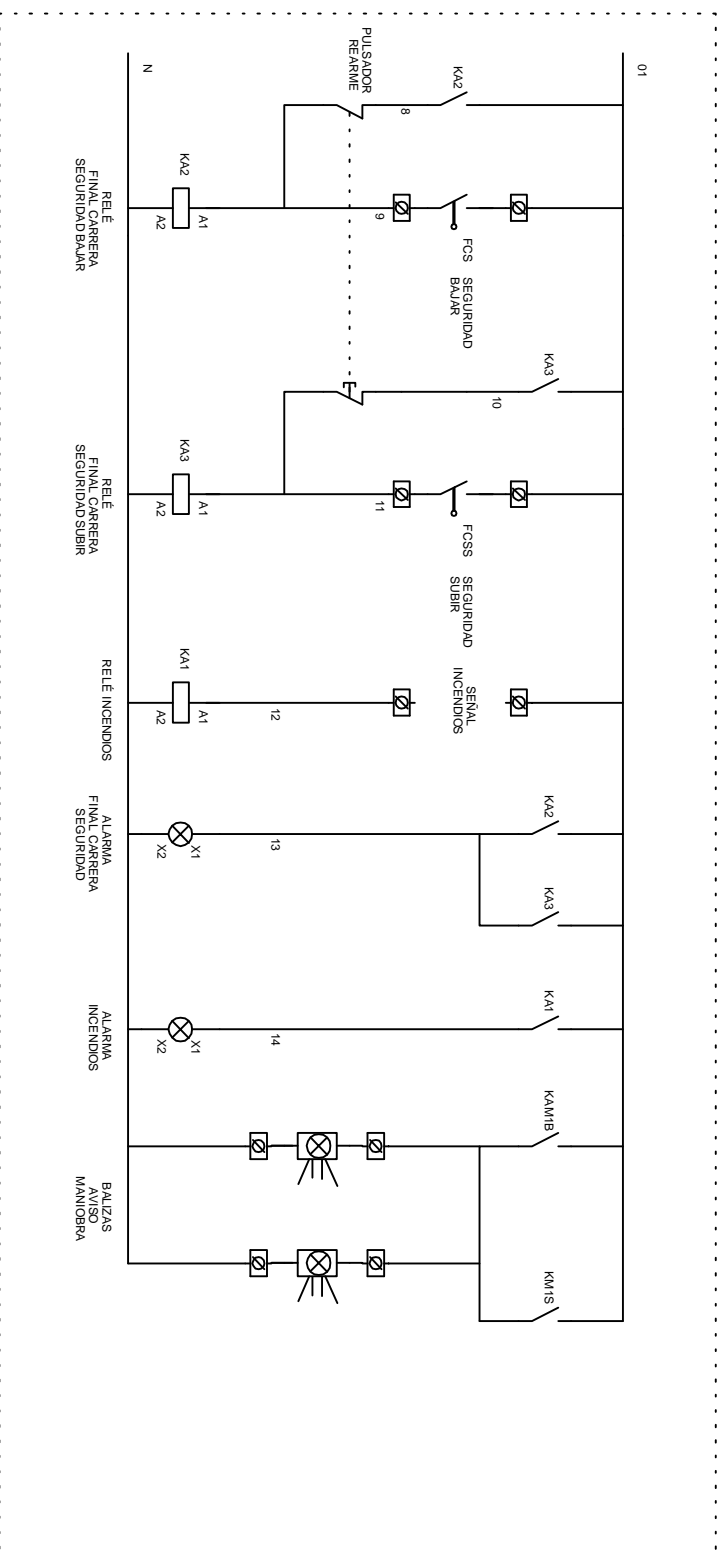 01
N
KA2
8
PULSADOR
REARME
FCS
SEGURIDAD
BAJAR
9
KA2
A1
A2
RELÉ
FINAL CARRERA
SEGURIDAD BAJAR
KA3
10
FCSS
SEGURIDAD
SUBIR
11
KA3
A1
A2
RELÉ
FINAL CARRERA
SEGURIDAD SUBIR
SEÑAL
INCENDIOS
12
KA1
A1
A2
RELÉ INCENDIOS
KA2
KA3
13
X1
X2
ALARMA
FINAL CARRERA
SEGURIDAD
KA1
14
X1
X2
ALARMA
INCENDIOS
KAM1B
KM1S
BALIZAS
AVISO
MANIOBRA